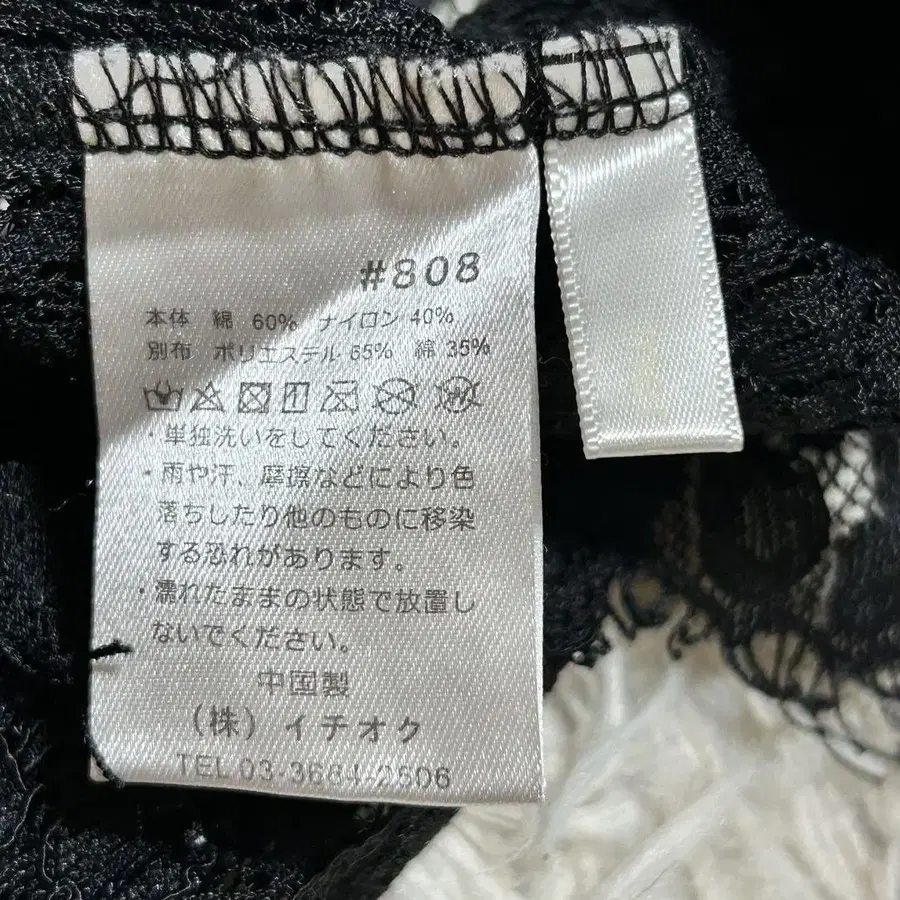 #808
本体 綿 60% ナイロン 40%
別布 ポリエステル 65% 綿 35%
・単独洗いをしてください。
・雨や汗、磨擦などにより色
落ちしたり他のものに移染
する恐れがあります。
・濡れたままの状態で放置し
ないでください。
中国製
（株）イチオク
TEL 03-3664-2506